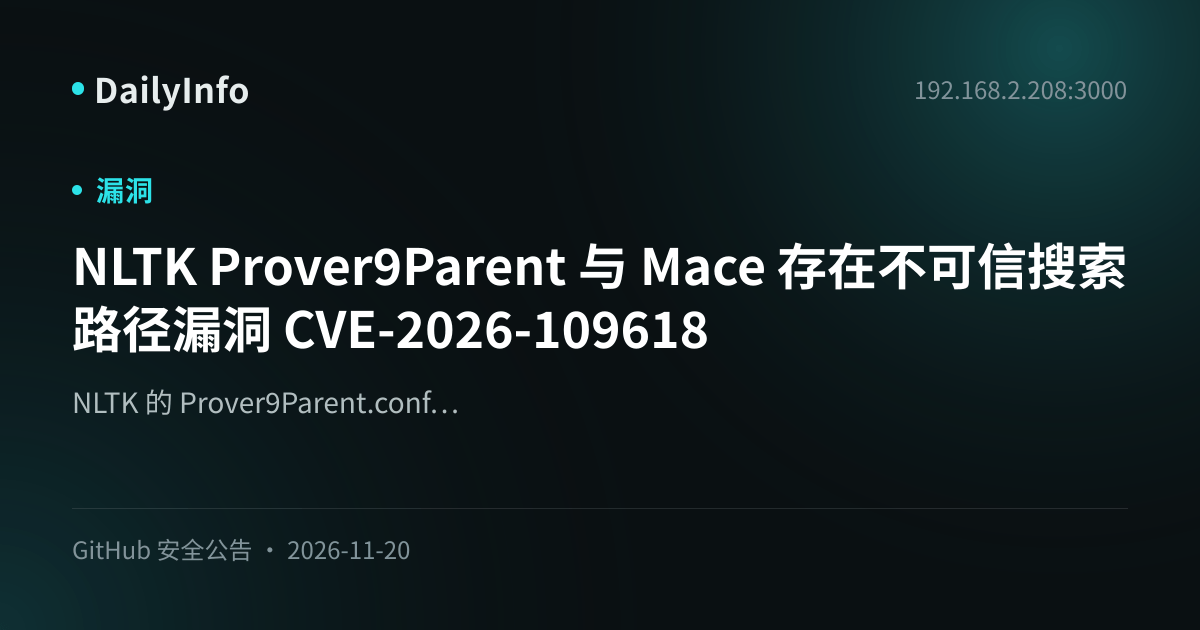 DailyInfo
192.168.2.208:3000
漏洞
NLTK Prover9Parent 与 Mace 存在不可信搜索
路径漏洞 CVE-2026-109618
NLTK 的 Prover9Parent.conf…
GitHub 安全公告 · 2026-11-20